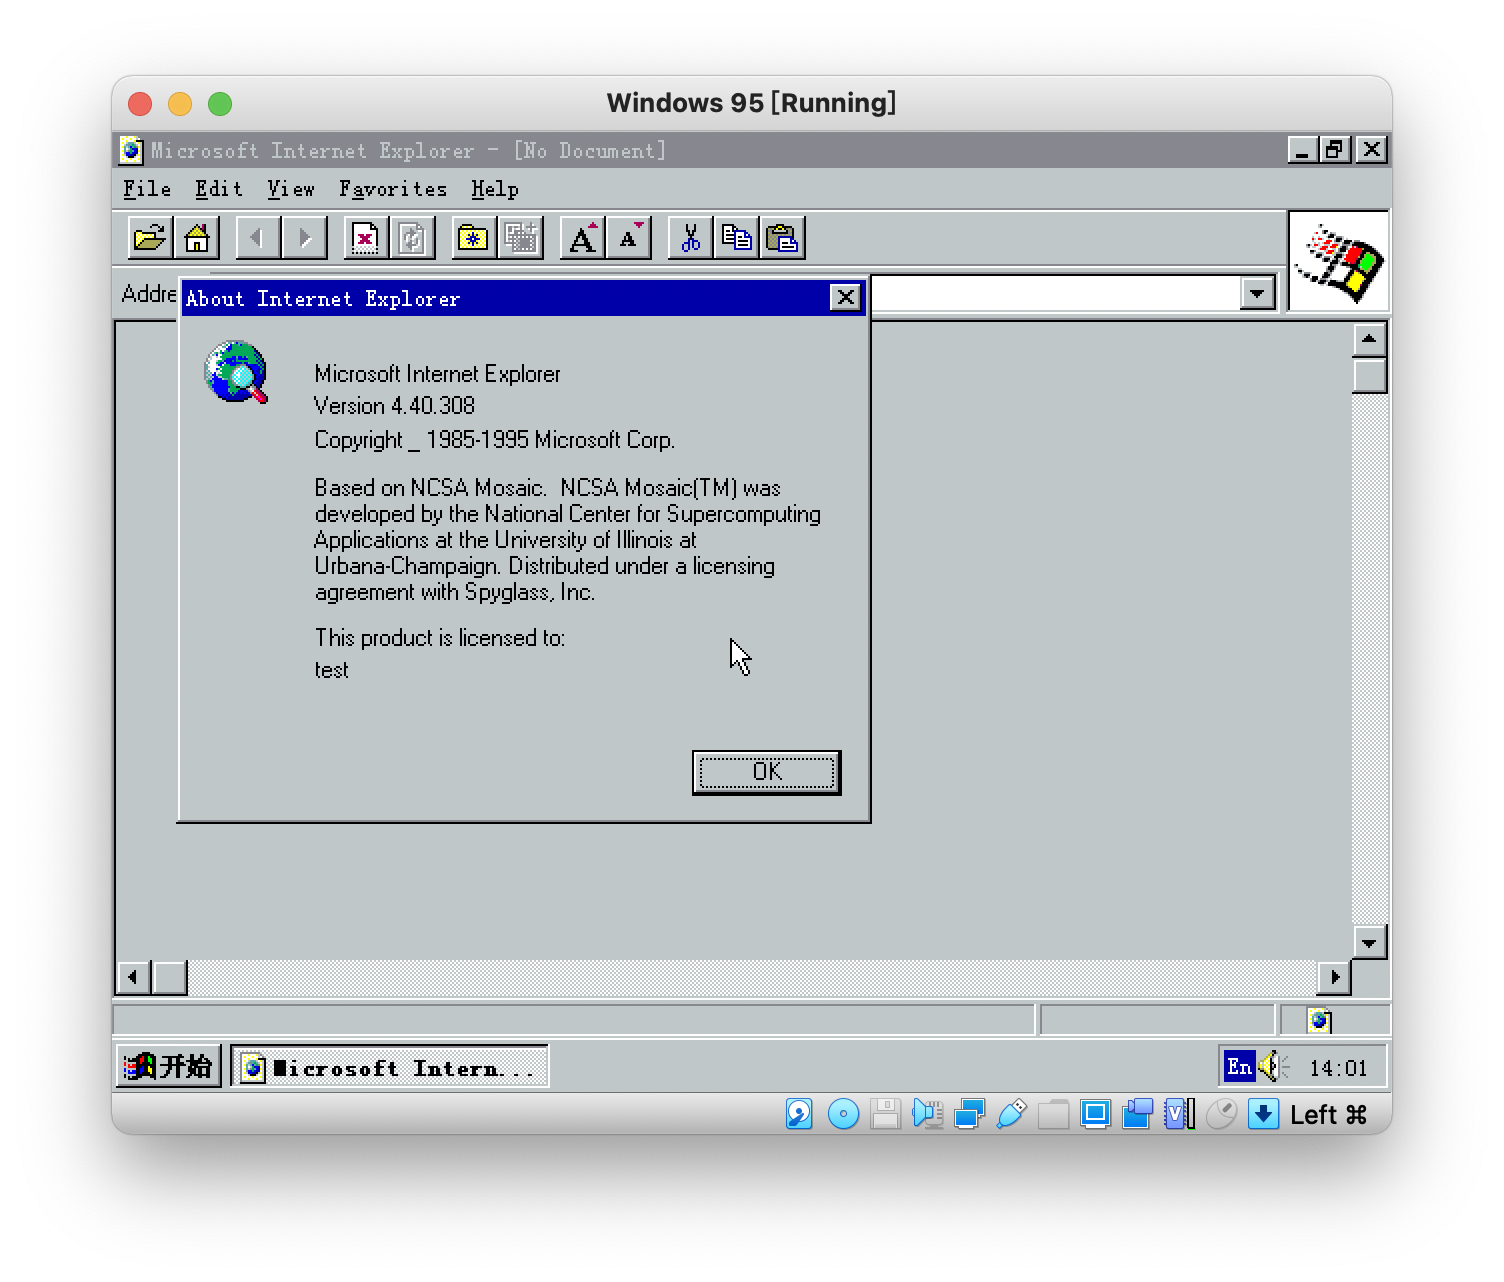 Windows 95 [Running]
Microsoft Internet Explorer - [No Document]
File Edit View Favorites Help
Addre
About Internet Explorer
Microsoft Internet Explorer
Version 4.40.308
Copyright _ 1985-1995 Microsoft Corp.
Based on NCSA Mosaic.  NCSA Mosaic(TM) was
developed by the National Center for Supercomputing
Applications at the University of Illinois at
Urbana-Champaign. Distributed under a licensing
agreement with Spyglass, Inc.
This product is licensed to:
test
OK
开始 Microsoft Intern... En 14:01
Left ⌘